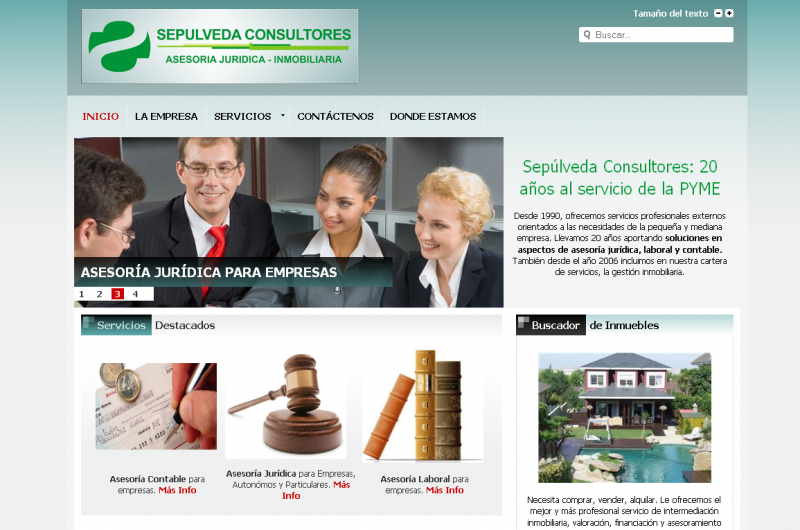 Tamaño del texto
Buscar...
SEPULVEDA CONSULTORES
ASESORIA JURIDICA - INMOBILIARIA
INICIO LA EMPRESA SERVICIOS CONTÁCTENOS DONDE ESTAMOS
ASESORÍA JURÍDICA PARA EMPRESAS
1 2 3 4
Sepúlveda Consultores: 20
años al servicio de la PYME
Desde 1990, ofrecemos servicios profesionales externos
orientados a las necesidades de la pequeña y mediana
empresa. Llevamos 20 años aportando soluciones en
aspectos de asesoría jurídica, laboral y contable.
También desde el año 2006 incluimos en nuestra cartera
de servicios, la gestión inmobiliaria.
Servicios Destacados
Asesoría Contable para
empresas. Más Info
Asesoría Jurídica para Empresas,
Autonómos y Particulares. Más
Info
Asesoría Laboral para
empresas. Más Info
Buscador de Inmuebles
Necesita comprar, vender, alquilar. Le ofrecemos el
mejor y más profesional servicio de intermediación
inmobiliaria, valoración, financiación y asesoramiento